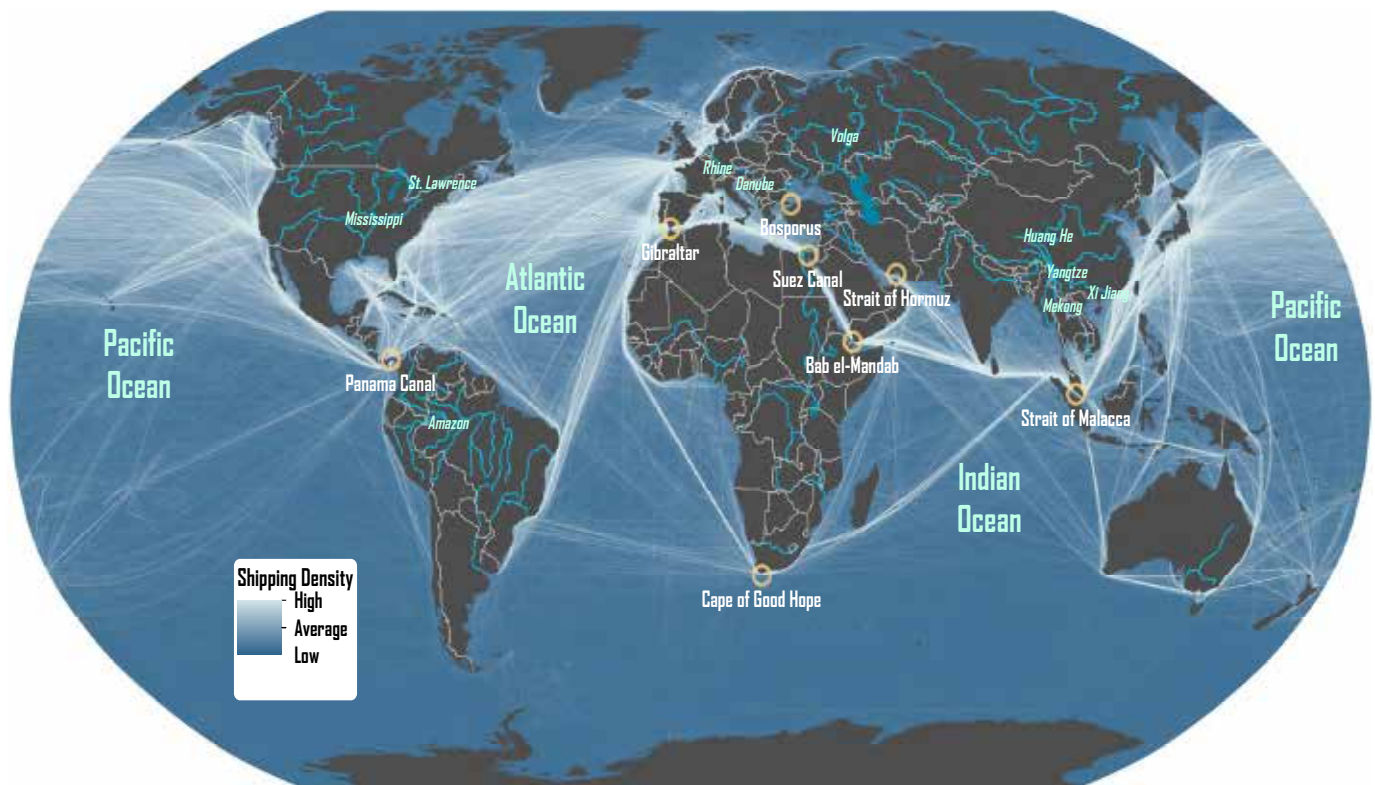 Volga
Rhine
Danube
St. Lawrence
Mississippi
Bosporus
Gibraltar
Huang He
Suez Canal
Yangtze
Strait of Hormuz
Xi Jiang
Mekong
Atlantic
Ocean
Pacific
Ocean
Pacific
Ocean
Bab el-Mandab
Panama Canal
Strait of Malacca
Amazon
Indian
Ocean
Shipping Density
High
Average
Low
Cape of Good Hope